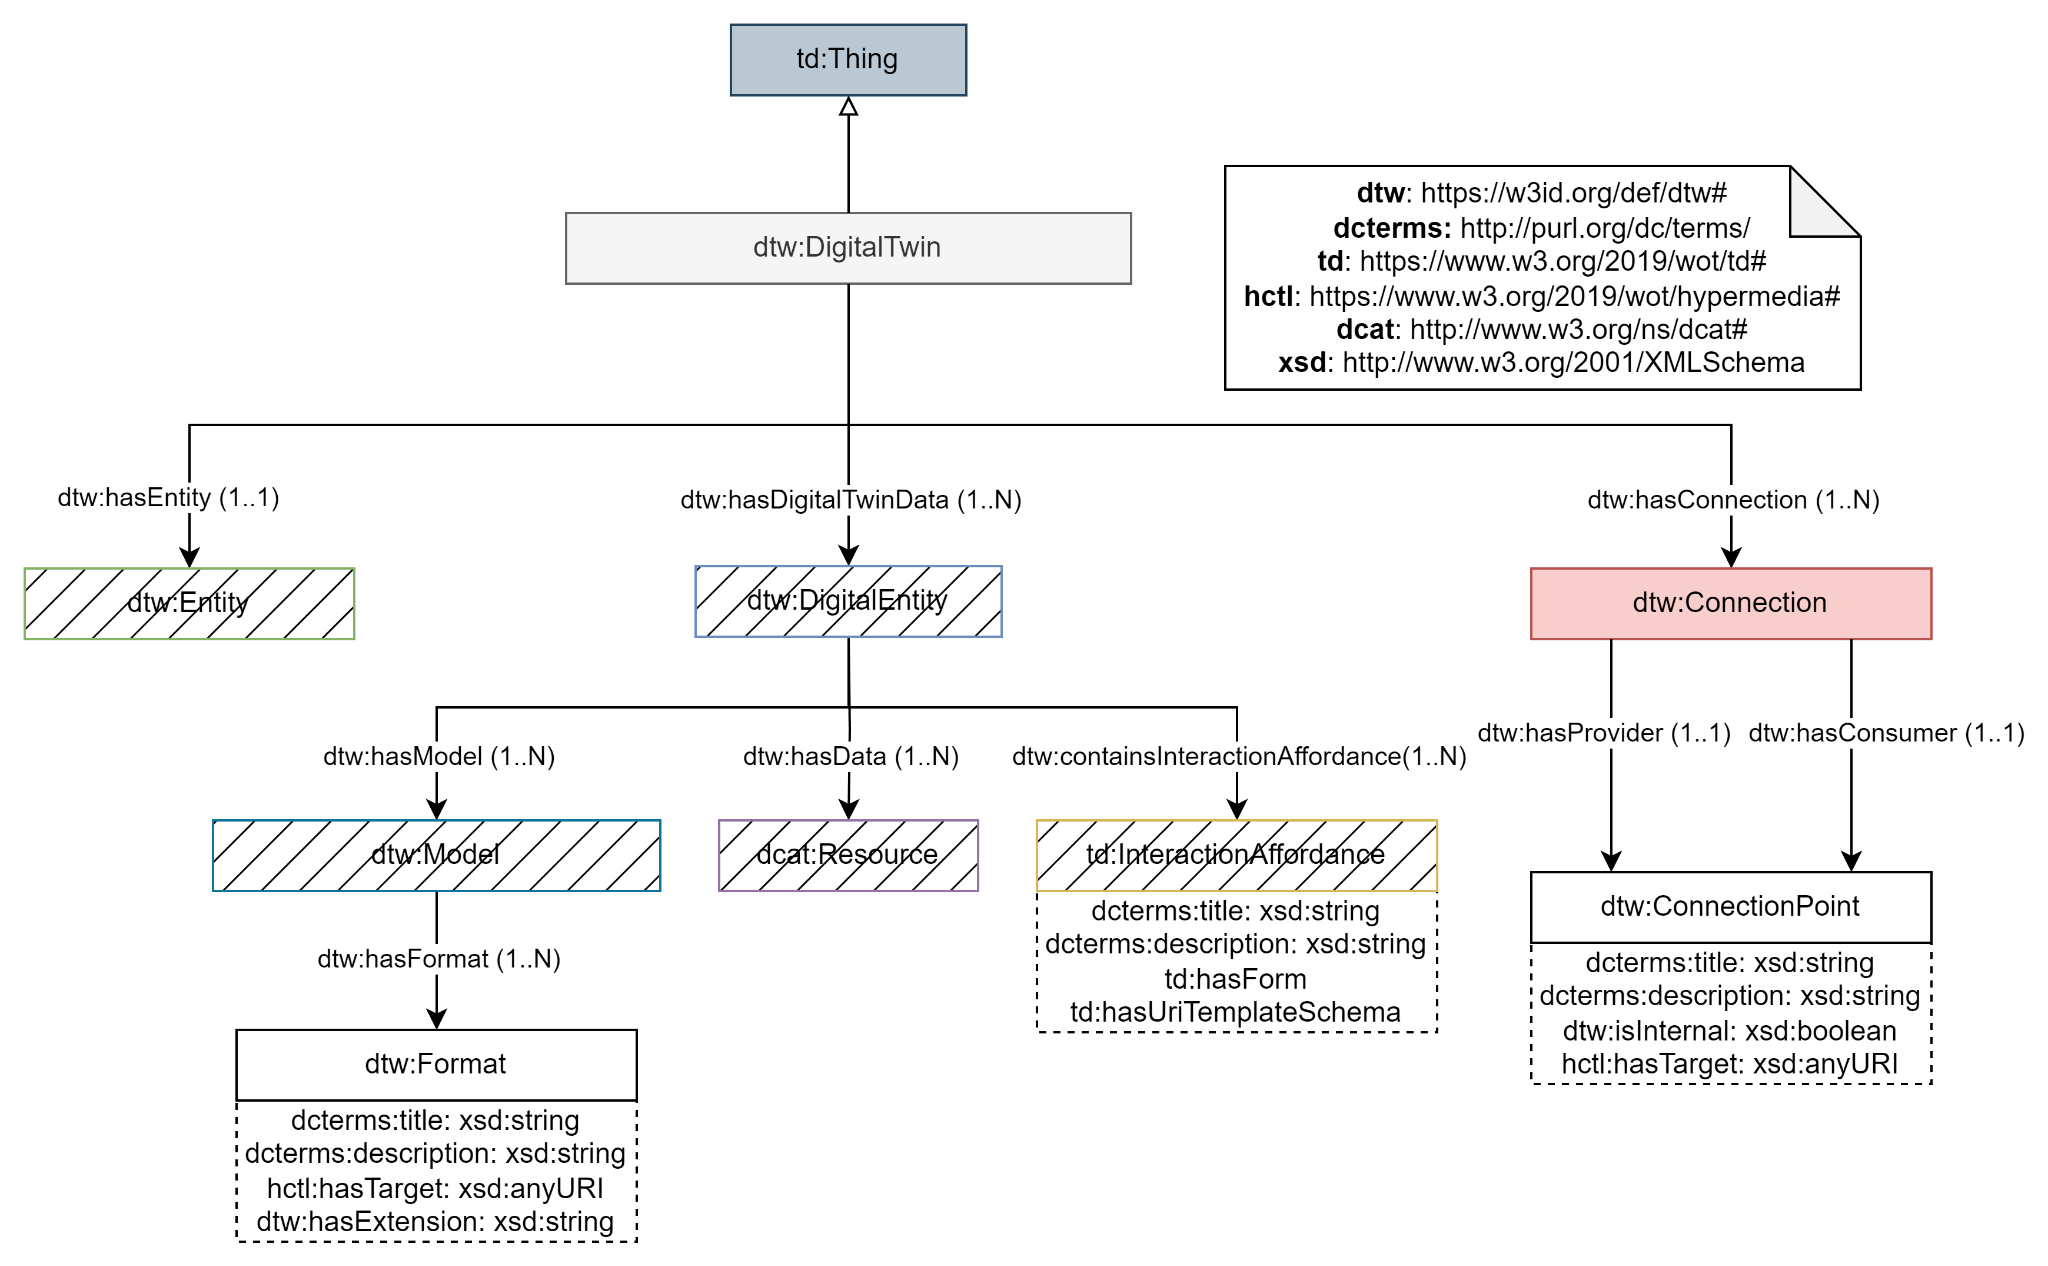 td:Thing
dtw:DigitalTwin
dtw: https://w3id.org/def/dtw#
dcterms: http://purl.org/dc/terms/
td: https://www.w3.org/2019/wot/td#
hctl: https://www.w3.org/2019/wot/hypermedia#
dcat: http://www.w3.org/ns/dcat#
xsd: http://www.w3.org/2001/XMLSchema
dtw:hasEntity (1..1)
dtw:hasDigitalTwinData (1..N)
dtw:hasConnection (1..N)
dtw:Entity
dtw:DigitalEntity
dtw:Connection
dtw:hasModel (1..N)
dtw:hasData (1..N)
dtw:containsInteractionAffordance(1..N)
dtw:hasProvider (1..1)
dtw:hasConsumer (1..1)
dtw:Model
dcat:Resource
td:InteractionAffordance
dcterms:title: xsd:string
dcterms:description: xsd:string
td:hasForm
td:hasUriTemplateSchema
dtw:ConnectionPoint
dcterms:title: xsd:string
dcterms:description: xsd:string
dtw:isInternal: xsd:boolean
hctl:hasTarget: xsd:anyURI
dtw:hasFormat (1..N)
dtw:Format
dcterms:title: xsd:string
dcterms:description: xsd:string
hctl:hasTarget: xsd:anyURI
dtw:hasExtension: xsd:string